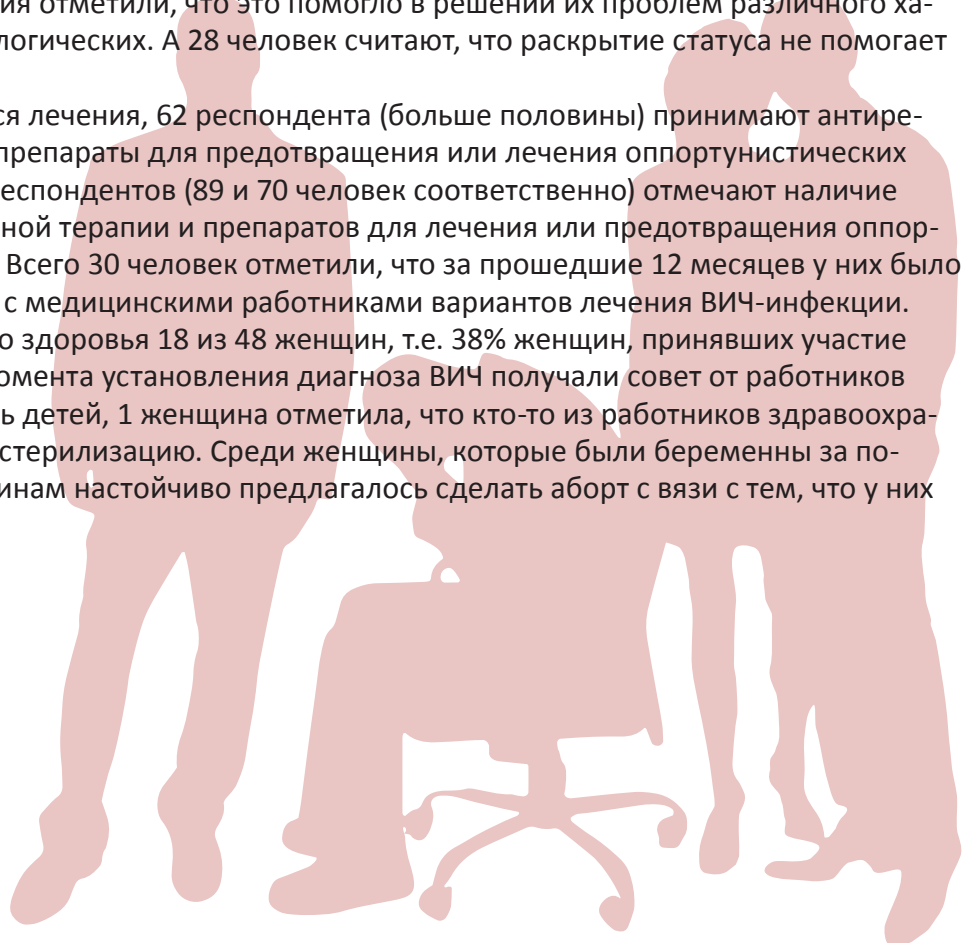 ия отметили, что это помогло в решении их проблем различного ха-
логических. А 28 человек считают, что раскрытие статуса не помогает
ся лечения, 62 респондента (больше половины) принимают антире-
препараты для предотвращения или лечения оппортунистических
еспондентов (89 и 70 человек соответственно) отмечают наличие
ной терапии и препаратов для лечения или предотвращения оппор-
Всего 30 человек отметили, что за прошедшие 12 месяцев у них было
с медицинскими работниками вариантов лечения ВИЧ-инфекции.
о здоровья 18 из 48 женщин, т.е. 38% женщин, принявших участие
омента установления диагноза ВИЧ получали совет от работников
ь детей, 1 женщина отметила, что кто-то из работников здравоохра-
стерилизацию. Среди женщины, которые были беременны за по-
инам настойчиво предлагалось сделать аборт с вязи с тем, что у них